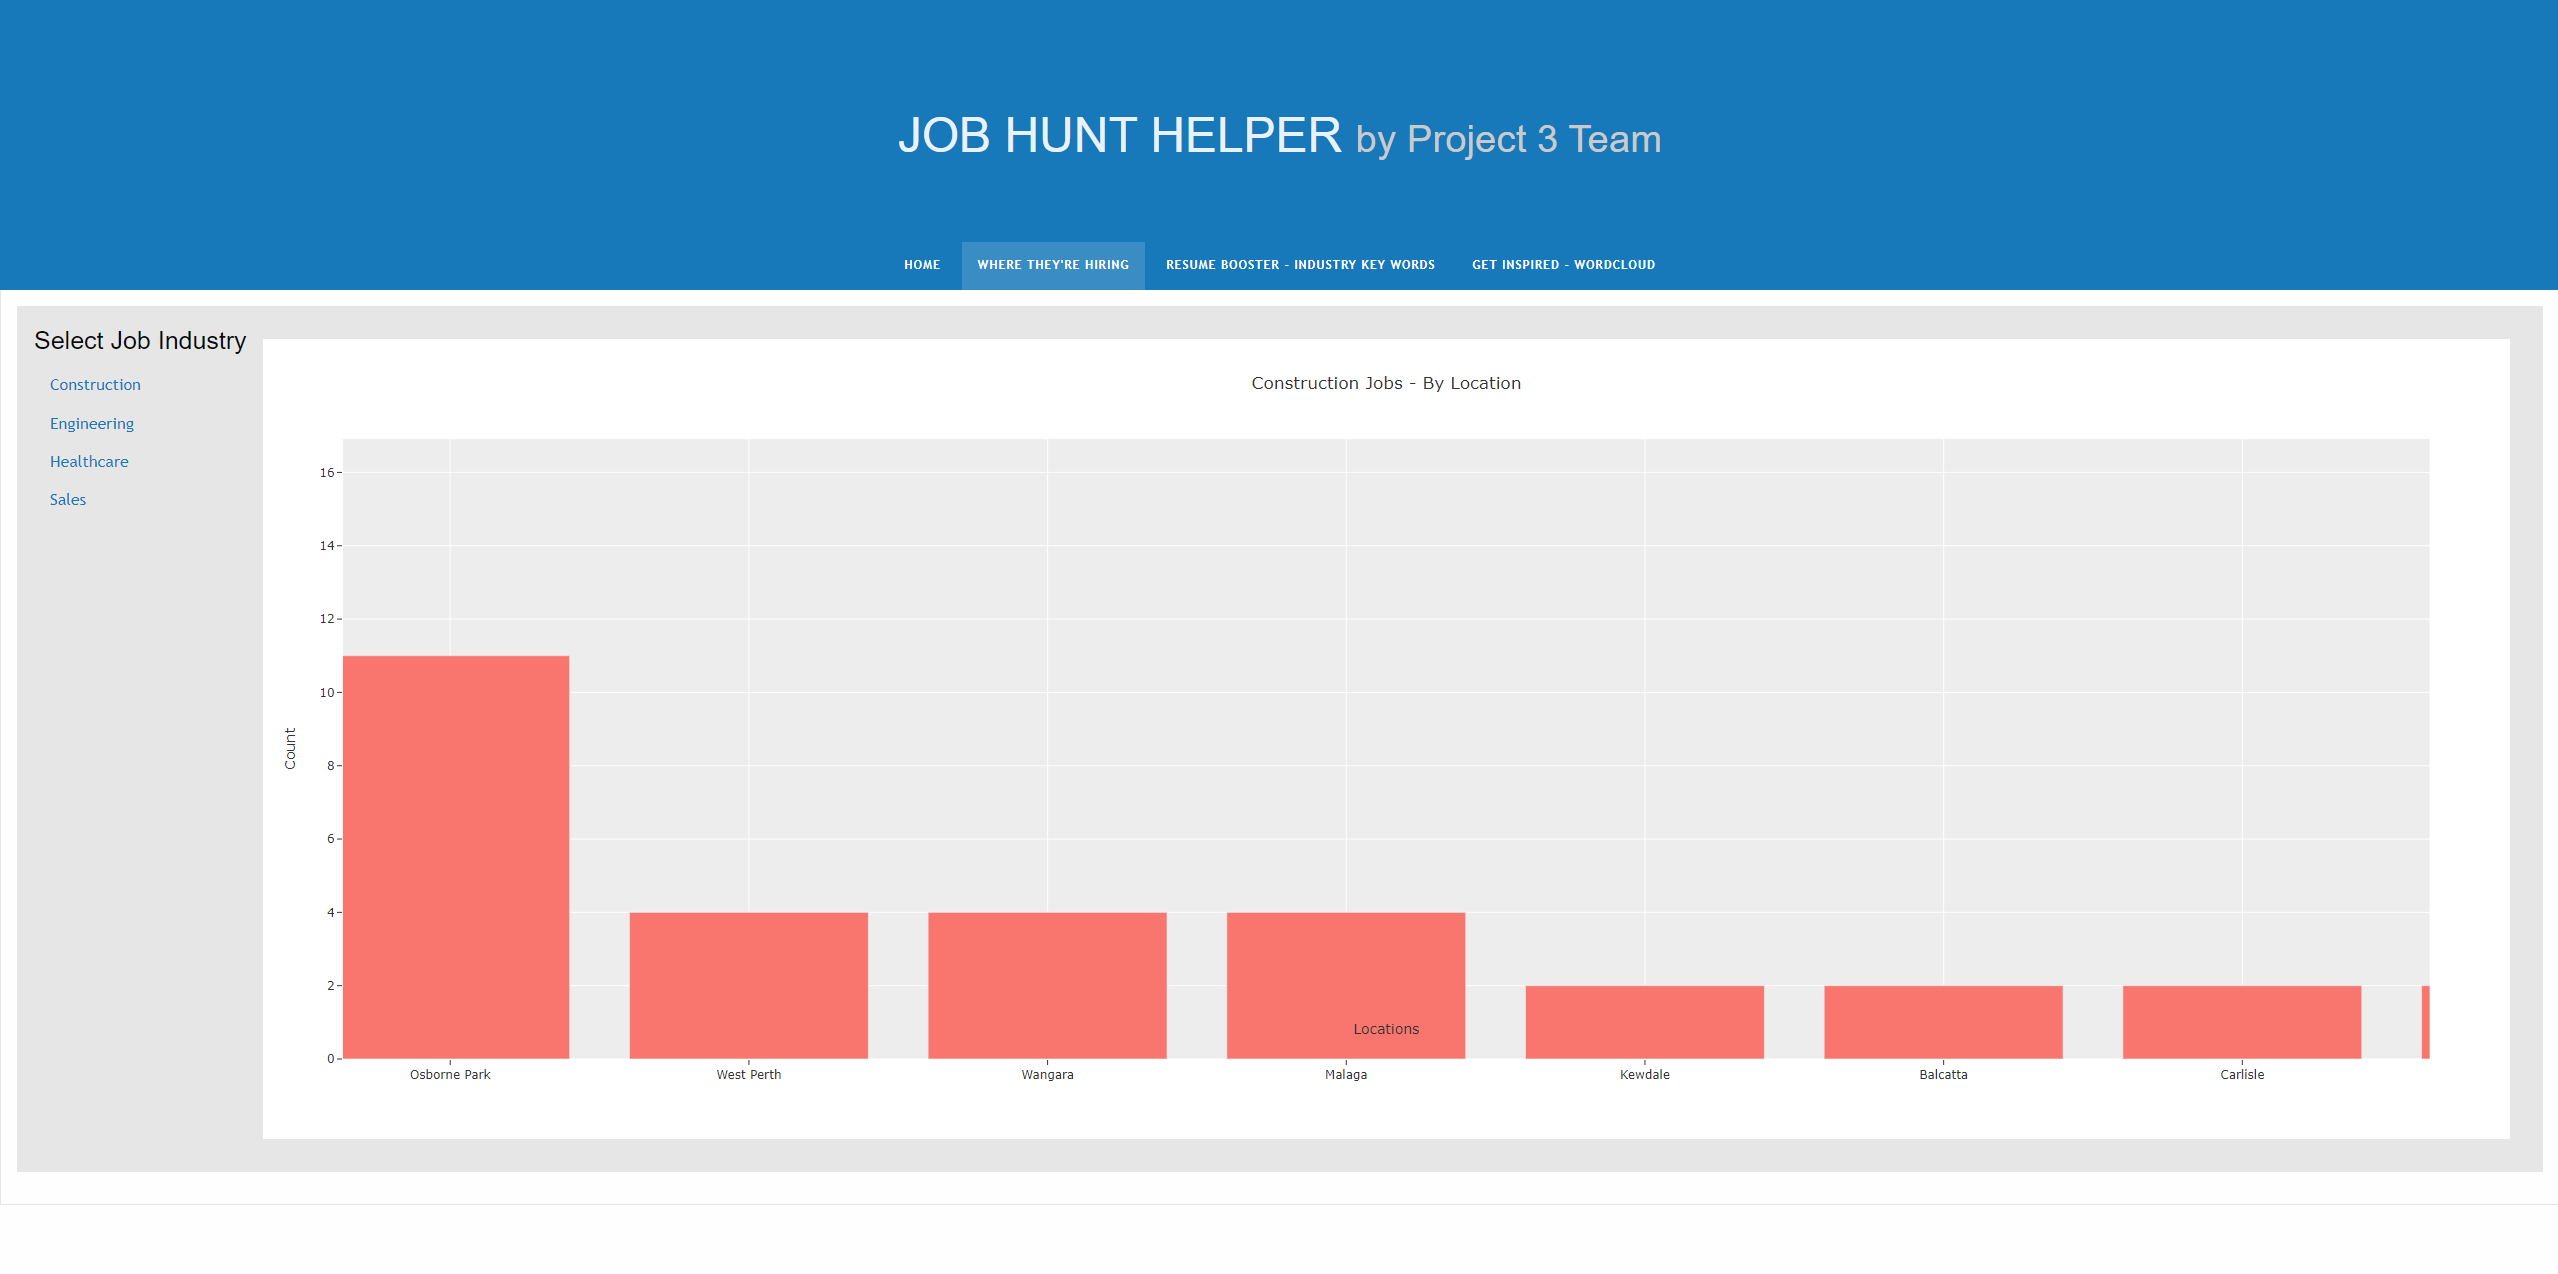 JOB HUNT HELPER by Project 3 Team
HOME WHERE THEY'RE HIRING RESUME BOOSTER - INDUSTRY KEY WORDS GET INSPIRED - WORDCLOUD
Select Job Industry
Construction
Engineering
Healthcare
Sales
Construction Jobs - By Location
16
14
12
10
8
6
4
2
0
Count
Locations
Osborne Park West Perth Wangara Malaga Kewdale Balcatta Carlisle